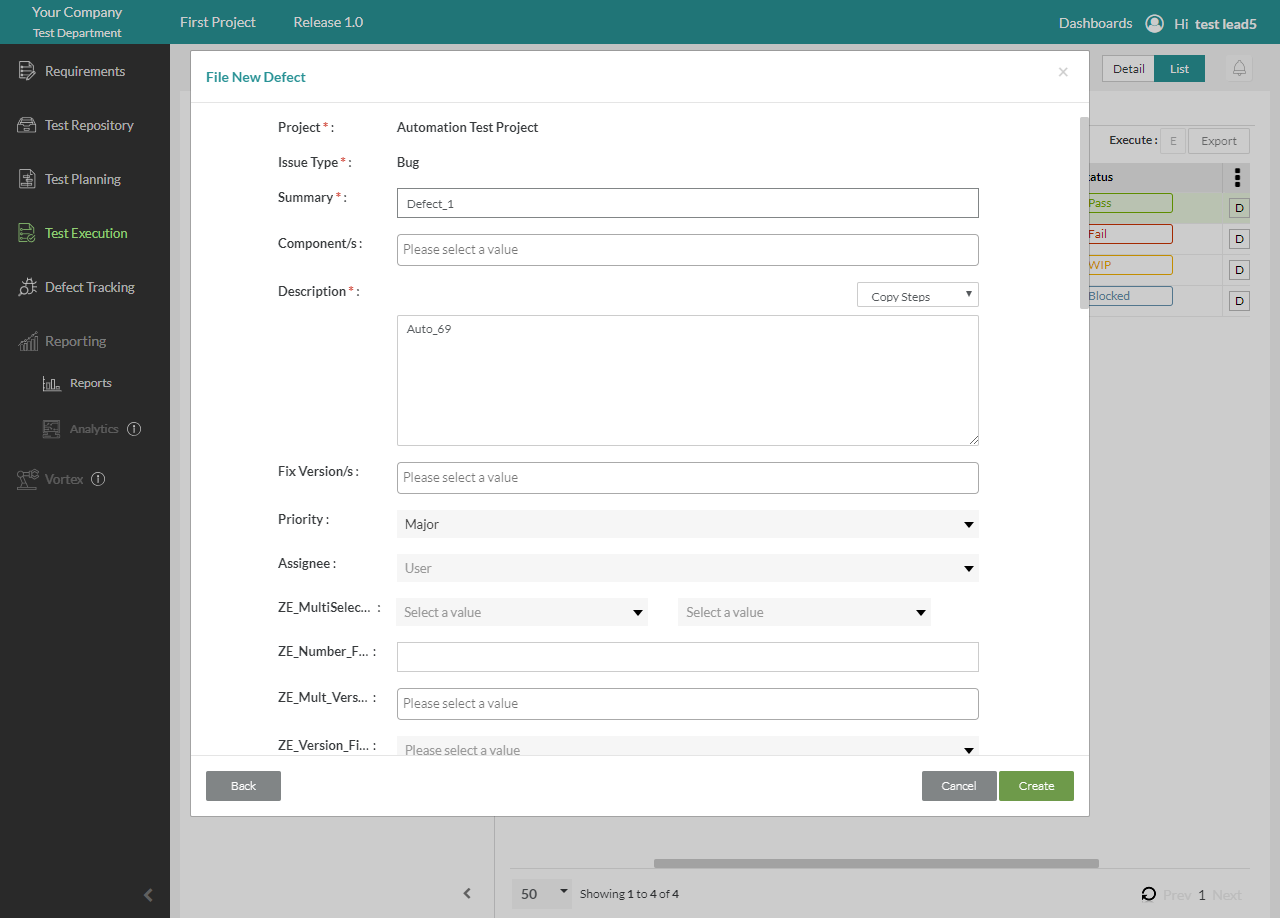 Your Company
Test Department
First Project
Release 1.0
Dashboards
Hi test lead5
Requirements
Test Repository
Test Planning
Test Execution
Defect Tracking
Reporting
Reports
Analytics
Vortex
File New Defect
×
Project * :
Automation Test Project
Issue Type * :
Bug
Summary * :
Defect_1
Component/s :
Please select a value
Description * :
Copy Steps
Auto_69
Fix Version/s :
Please select a value
Priority :
Major
Assignee :
User
ZE_MultiSelec... :
Select a value
Select a value
ZE_Number_F... :
ZE_Mult_Vers... :
Please select a value
ZE_Version_Fi... :
Please select a value
Back
Cancel
Create
Detail
List
Execute :
E
Export
atus
Pass
D
Fail
D
WIP
D
Blocked
D
50
Showing 1 to 4 of 4
Prev 1 Next